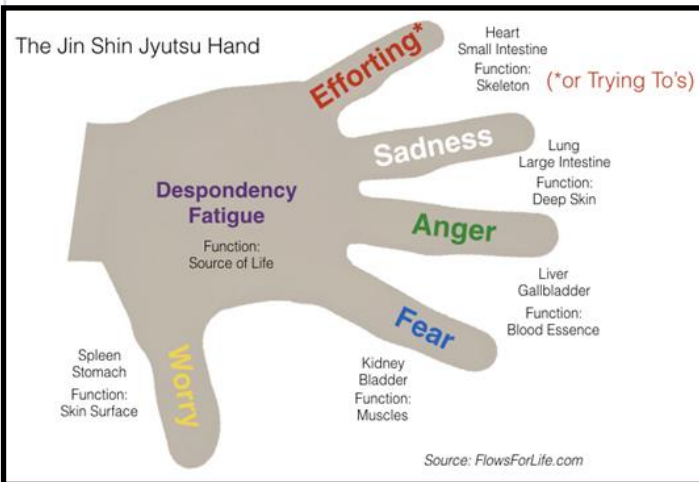 The Jin Shin Jyutsu Hand
Efforting*
Heart
Small Intestine
Function:
Skeleton
(*or Trying To's)
Sadness
Lung
Large Intestine
Function:
Deep Skin
Despondency
Fatigue
Function:
Source of Life
Anger
Liver
Gallbladder
Function:
Blood Essence
Fear
Kidney
Bladder
Function:
Muscles
Worry
Spleen
Stomach
Function:
Skin Surface
Source: FlowsForLife.com